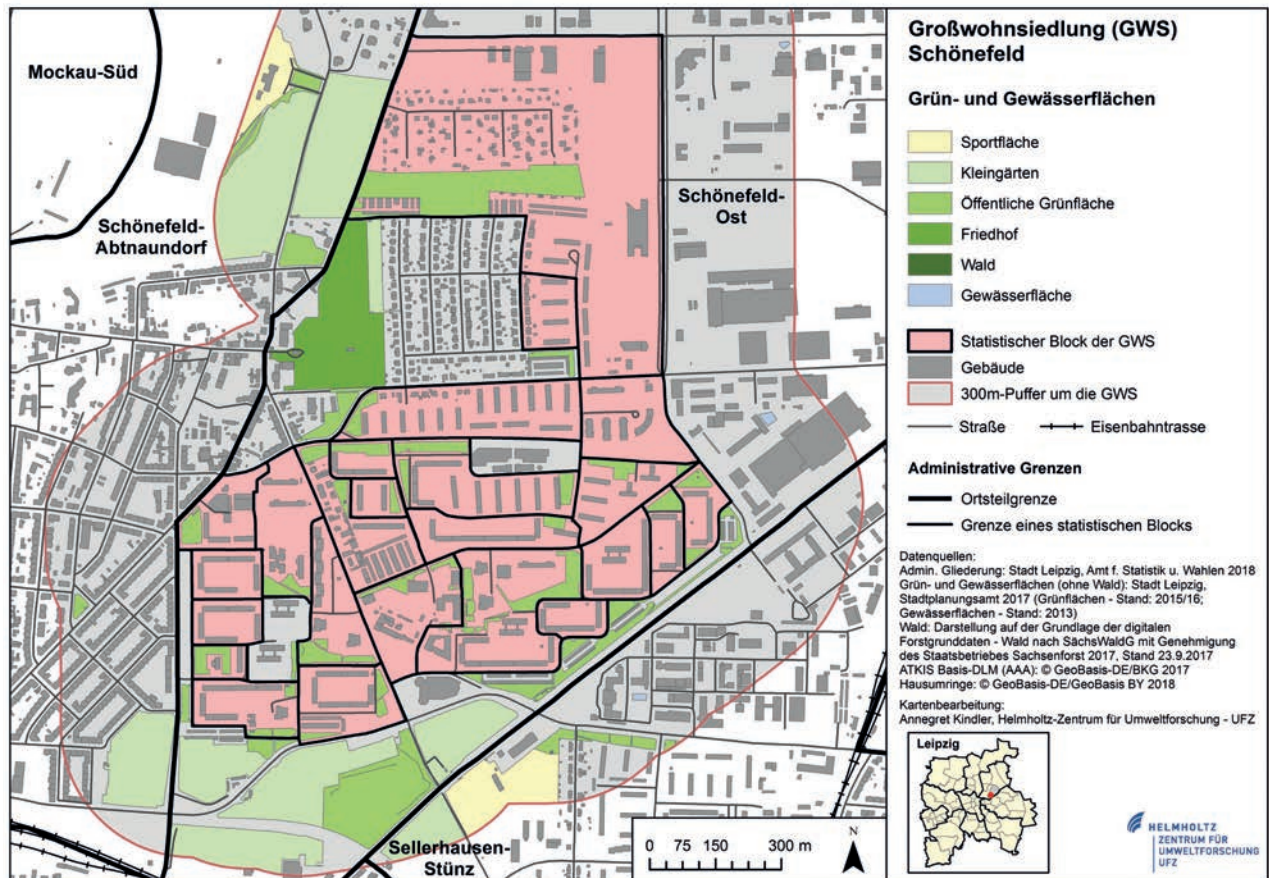 Mockau-Süd
Schönefeld-
Abtnaundorf
Schönefeld-
Ost
Sellerhausen-
Stünz
0 75 150 300 m
N
Großwohnsiedlung (GWS)
Schönefeld
Grün- und Gewässerflächen
Sportfläche
Kleingärten
Öffentliche Grünfläche
Friedhof
Wald
Gewässerfläche
Statistischer Block der GWS
Gebäude
300m-Puffer um die GWS
Straße Eisenbahntrasse
Administrative Grenzen
Ortsteilgrenze
Grenze eines statistischen Blocks
Datenquellen:
Admin. Gliederung: Stadt Leipzig, Amt f. Statistik u. Wahlen 2018
Grün- und Gewässerflächen (ohne Wald): Stadt Leipzig,
Stadtplanungsamt 2017 (Grünflächen - Stand: 2015/16;
Gewässerflächen - Stand: 2013)
Wald: Darstellung auf der Grundlage der digitalen
Forstgrunddaten - Wald nach SächsWaldG mit Genehmigung
des Staatsbetriebes Sachsenforst 2017, Stand 23.9.2017
ATKIS Basis-DLM (AAA): © GeoBasis-DE/BKG 2017
Hausumringe: © GeoBasis-DE/GeoBasis BY 2018
Kartenbearbeitung:
Annegret Kindler, Helmholtz-Zentrum für Umweltforschung - UFZ
Leipzig
HELMHOLTZ
ZENTRUM FÜR
UMWELTFORSCHUNG
UFZ